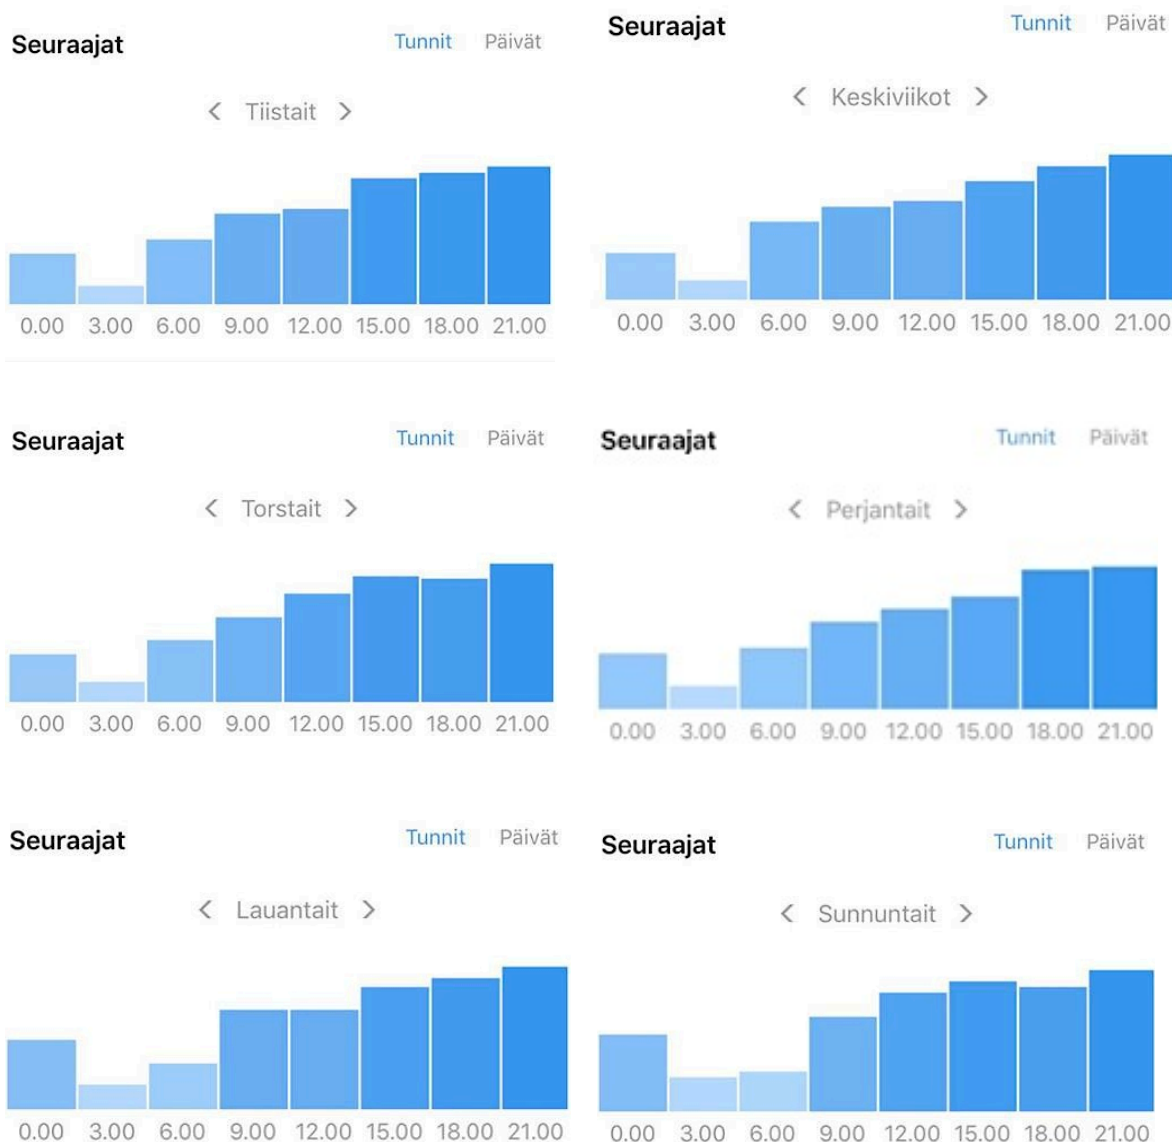 Seuraajat Tunnit Päivät
< Tiistait >
0.00 3.00 6.00 9.00 12.00 15.00 18.00 21.00
Seuraajat Tunnit Päivät
< Keskiviikot >
0.00 3.00 6.00 9.00 12.00 15.00 18.00 21.00
Seuraajat Tunnit Päivät
< Torstait >
0.00 3.00 6.00 9.00 12.00 15.00 18.00 21.00
Seuraajat Tunnit Päivät
< Perjantait >
0.00 3.00 6.00 9.00 12.00 15.00 18.00 21.00
Seuraajat Tunnit Päivät
< Lauantait >
0.00 3.00 6.00 9.00 12.00 15.00 18.00 21.00
Seuraajat Tunnit Päivät
< Sunnuntait >
0.00 3.00 6.00 9.00 12.00 15.00 18.00 21.00